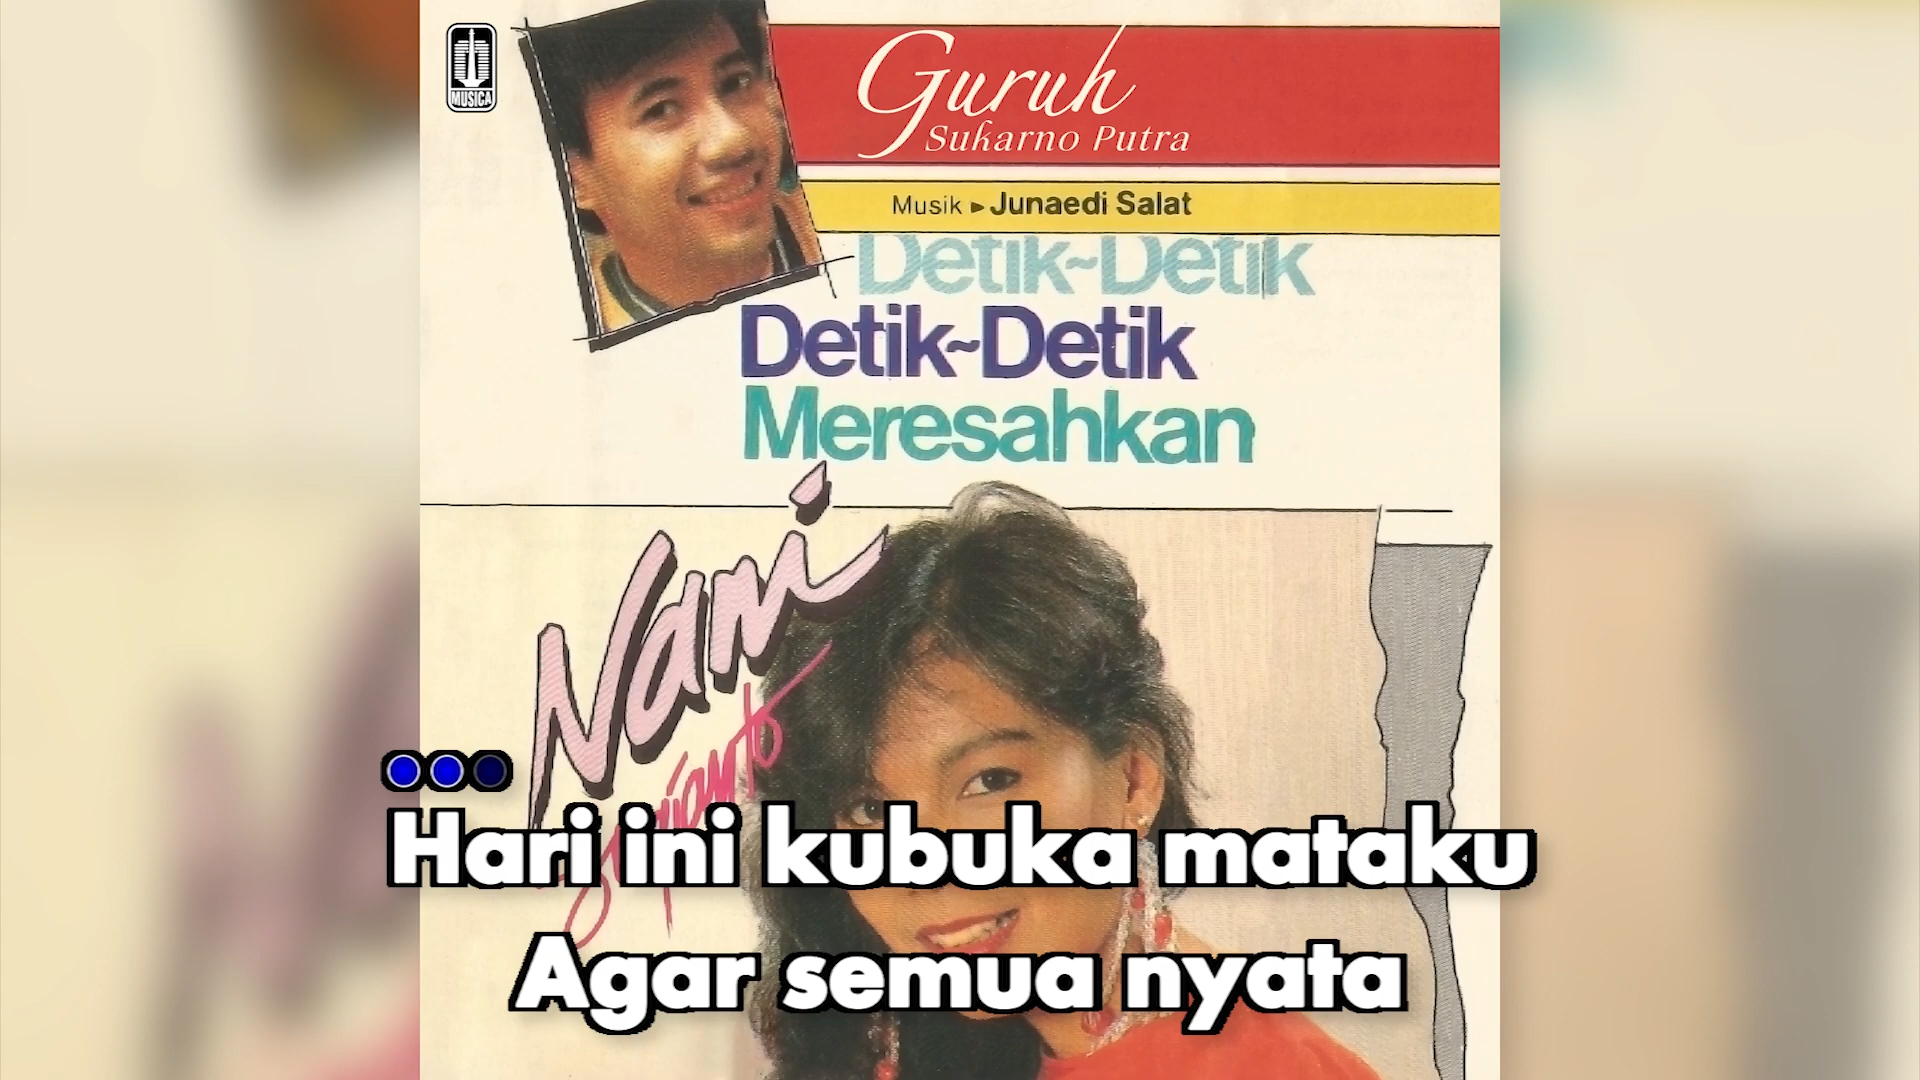 MUSICA
Guruh
Sukarno Putra
Musik ▸ Junaedi Salat
Detik~Detik
Detik~Detik
Meresahkan
Nani
Sugianto
Hari ini kubuka mataku
Agar semua nyata